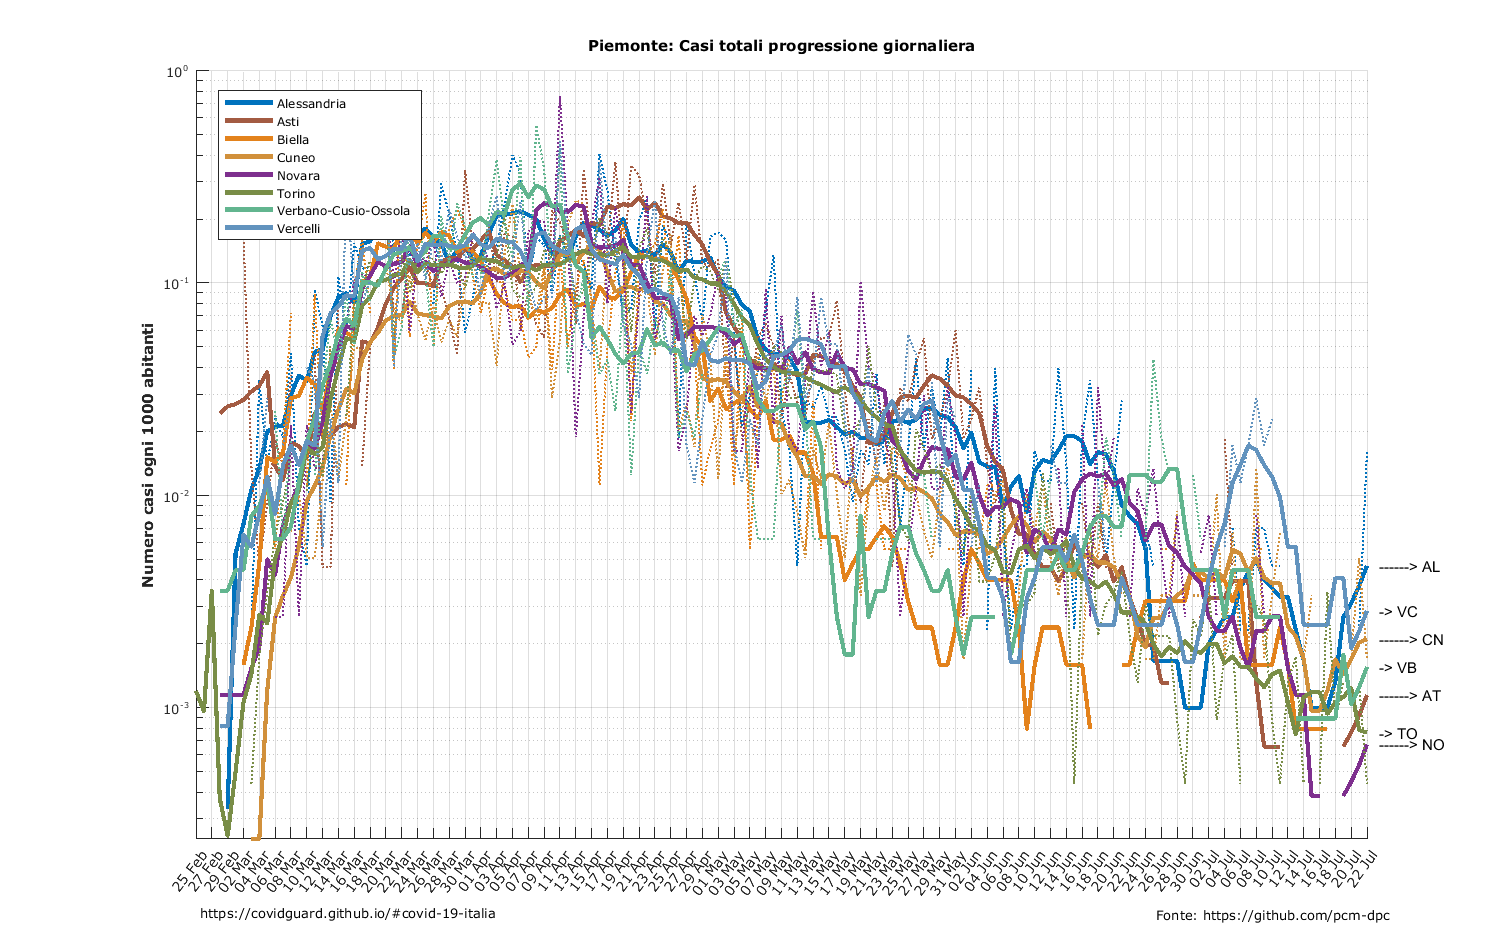 Piemonte: Casi totali progressione giornaliera
10^0
10^-1
10^-2
10^-3
Numero casi ogni 1000 abitanti
Alessandria
Asti
Biella
Cuneo
Novara
Torino
Verbano-Cusio-Ossola
Vercelli
------> AL
-> VC
------> CN
-> VB
------> AT
-> TO
------> NO
25 Feb
27 Feb
29 Feb
02 Mar
04 Mar
06 Mar
08 Mar
10 Mar
12 Mar
14 Mar
16 Mar
18 Mar
20 Mar
22 Mar
24 Mar
26 Mar
28 Mar
30 Mar
01 Apr
03 Apr
05 Apr
07 Apr
09 Apr
11 Apr
13 Apr
15 Apr
17 Apr
19 Apr
21 Apr
23 Apr
25 Apr
27 Apr
29 Apr
01 May
03 May
05 May
07 May
09 May
11 May
13 May
15 May
17 May
19 May
21 May
23 May
25 May
27 May
29 May
31 May
02 Jun
04 Jun
06 Jun
08 Jun
10 Jun
12 Jun
14 Jun
16 Jun
18 Jun
20 Jun
22 Jun
24 Jun
26 Jun
28 Jun
30 Jun
02 Jul
04 Jul
06 Jul
08 Jul
10 Jul
12 Jul
14 Jul
16 Jul
18 Jul
20 Jul
22 Jul
https://covidguard.github.io/#covid-19-italia
Fonte: https://github.com/pcm-dpc